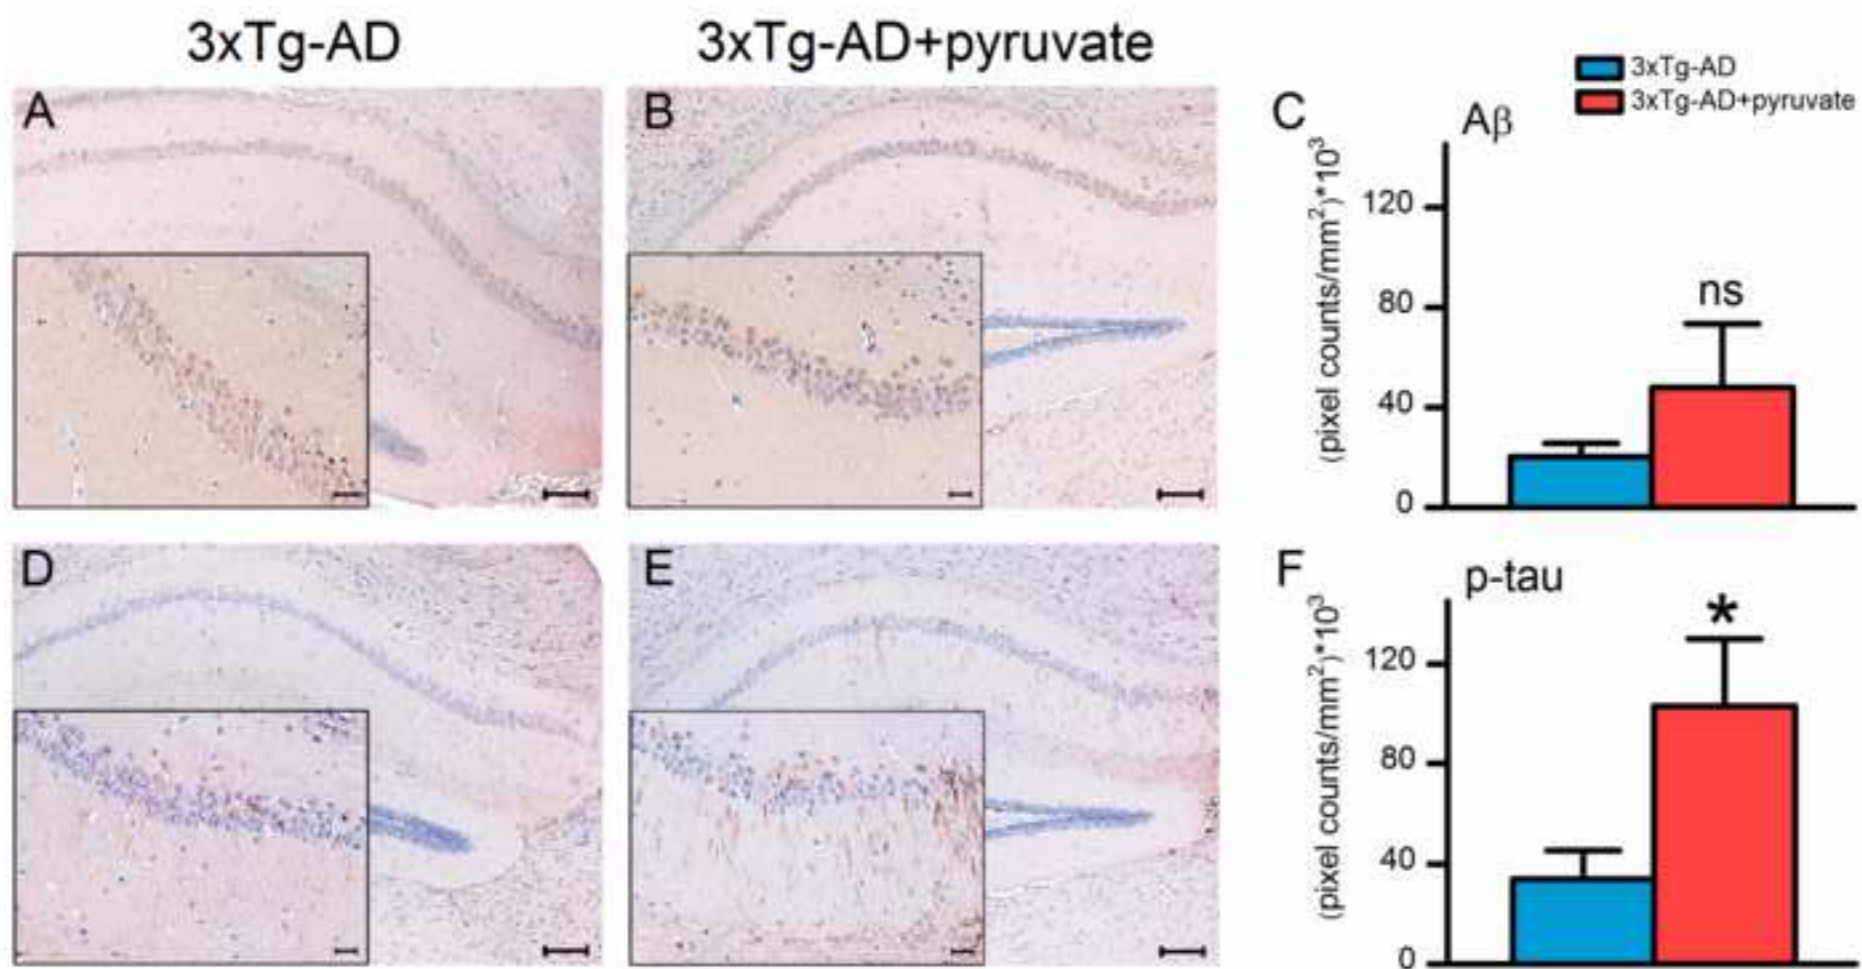 3xTg-AD
3xTg-AD+pyruvate
3xTg-AD
3xTg-AD+pyruvate
A
B
C
Aβ
(pixel counts/mm²)*10³
120
80
40
0
ns
D
E
F
p-tau
(pixel counts/mm²)*10³
120
80
40
0
*